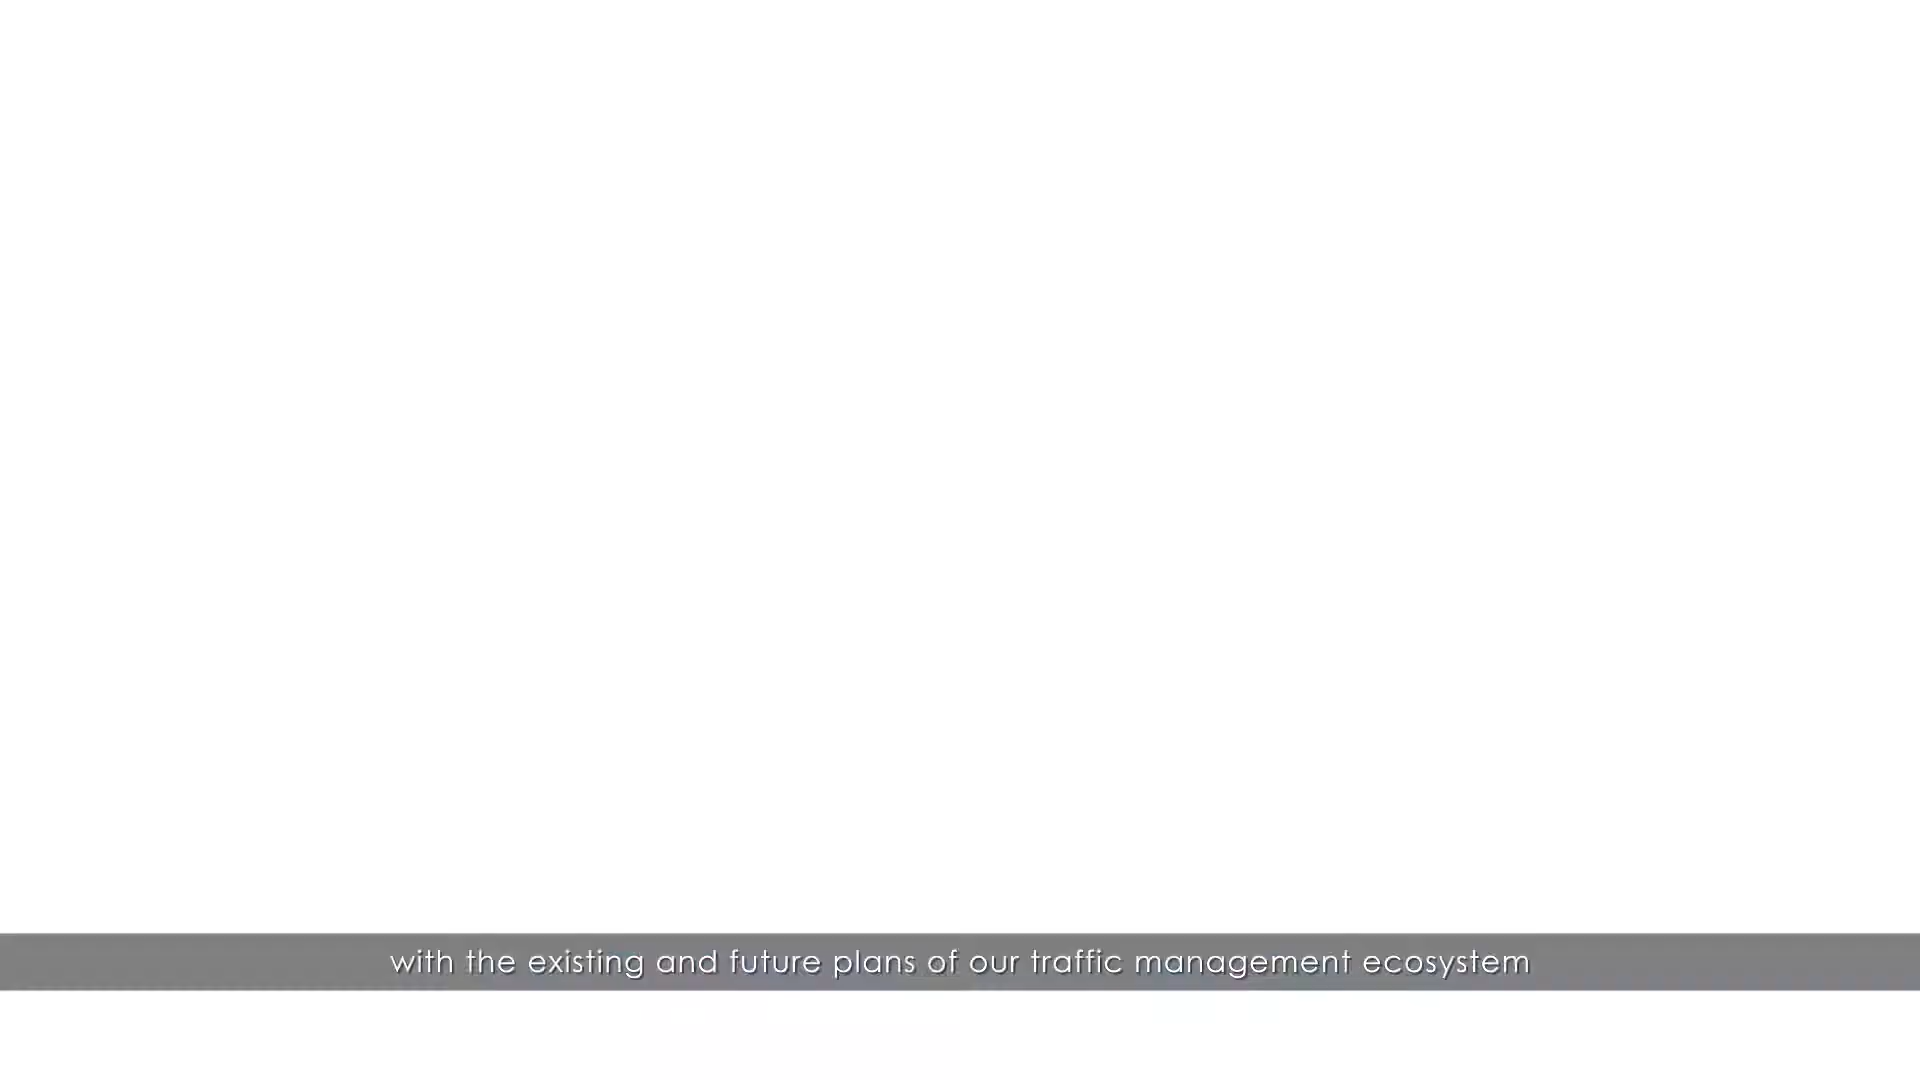 with the existing and future plans of our traffic management ecosystem